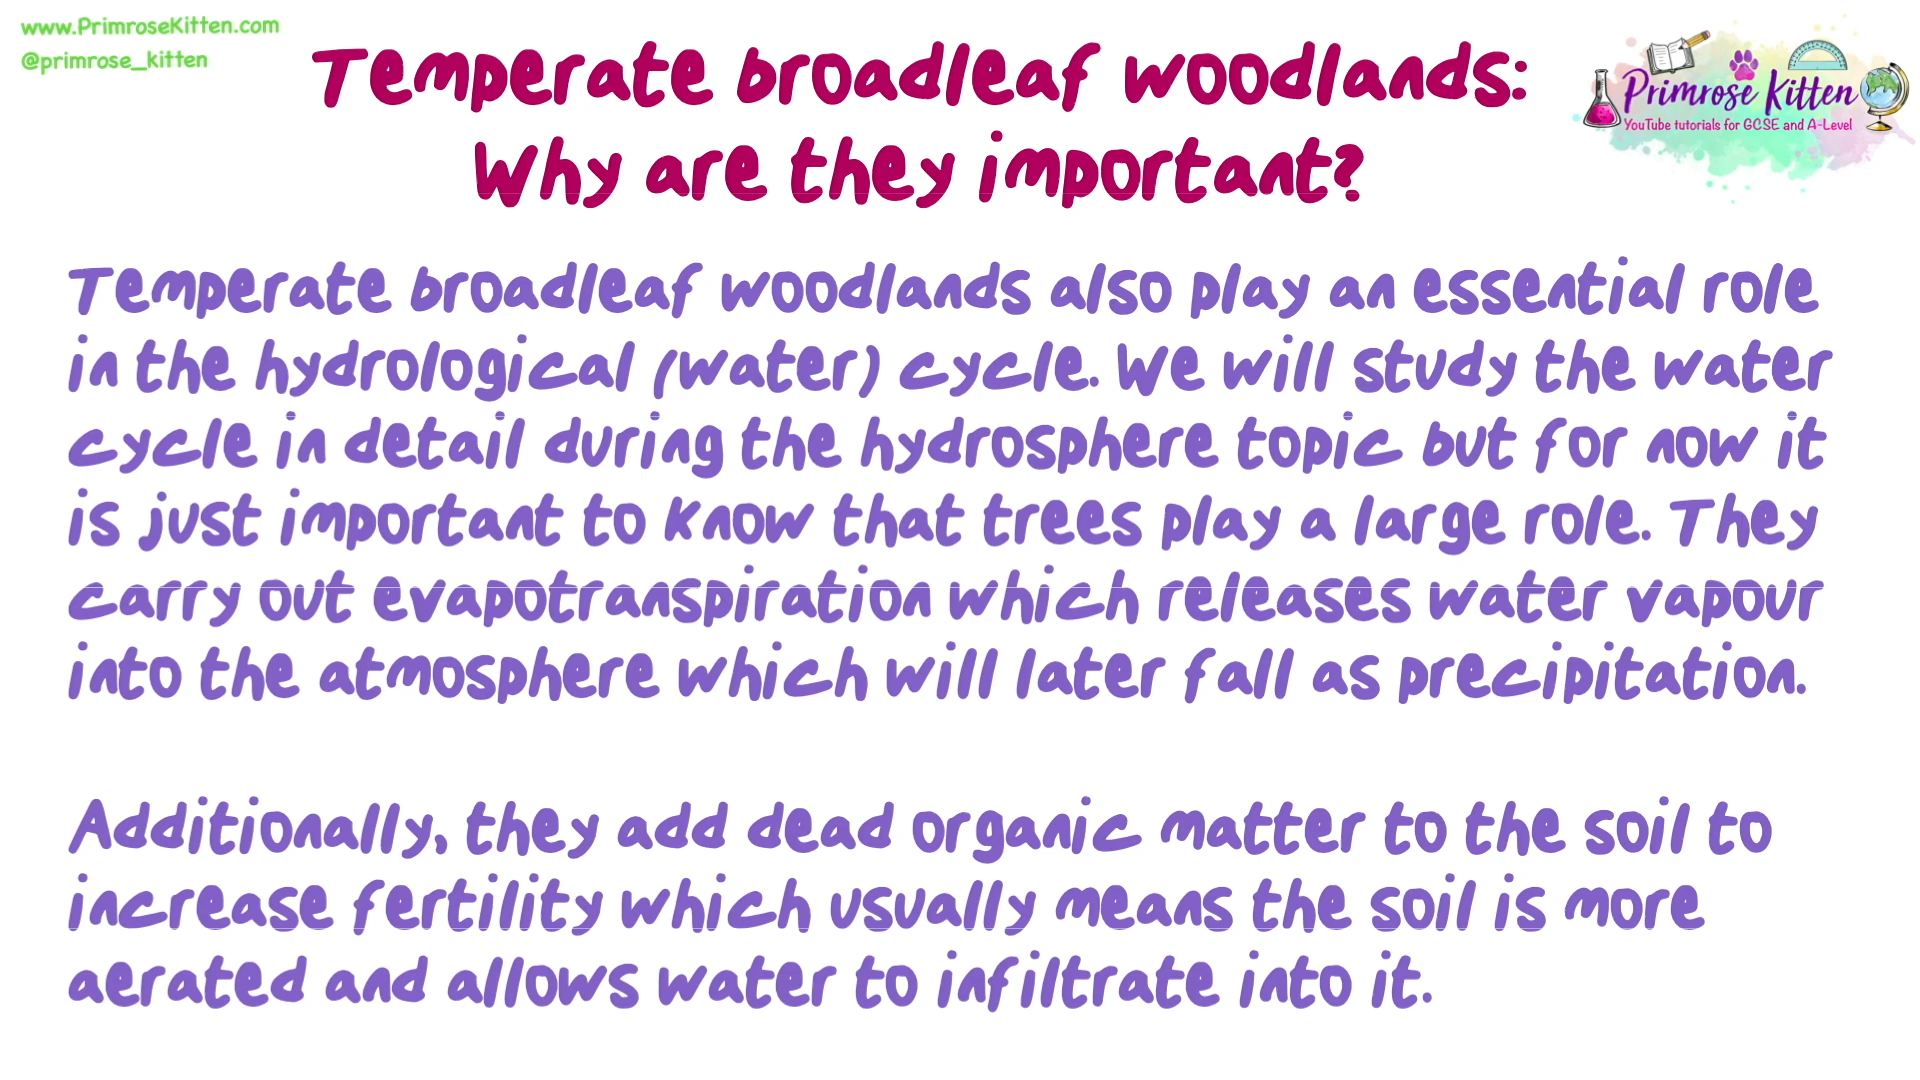 www.PrimroseKitten.com
@primrose_kitten
Temperate broadleaf woodlands:
Why are they important?
Primrose Kitten
YouTube tutorials for GCSE and A-Level
Temperate broadleaf woodlands also play an essential role
in the hydrological (water) cycle. We will study the water
cycle in detail during the hydrosphere topic but for now it
is just important to know that trees play a large role. They
carry out evapotranspiration which releases water vapour
into the atmosphere which will later fall as precipitation.
Additionally, they add dead organic matter to the soil to
increase fertility which usually means the soil is more
aerated and allows water to infiltrate into it.